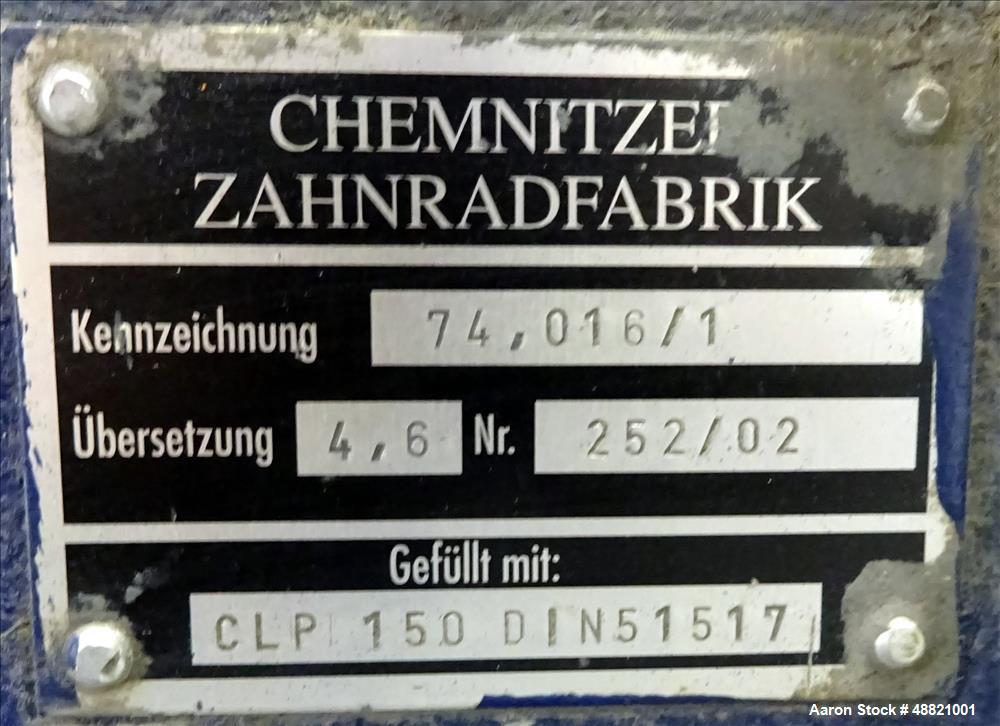 CHEMNITZER
ZAHNRADFABRIK
Kennzeichnung 74,016/1
Übersetzung 4,6 Nr. 252/02
Gefüllt mit:
CLP 150 DIN51517
Aaron Stock # 48821001